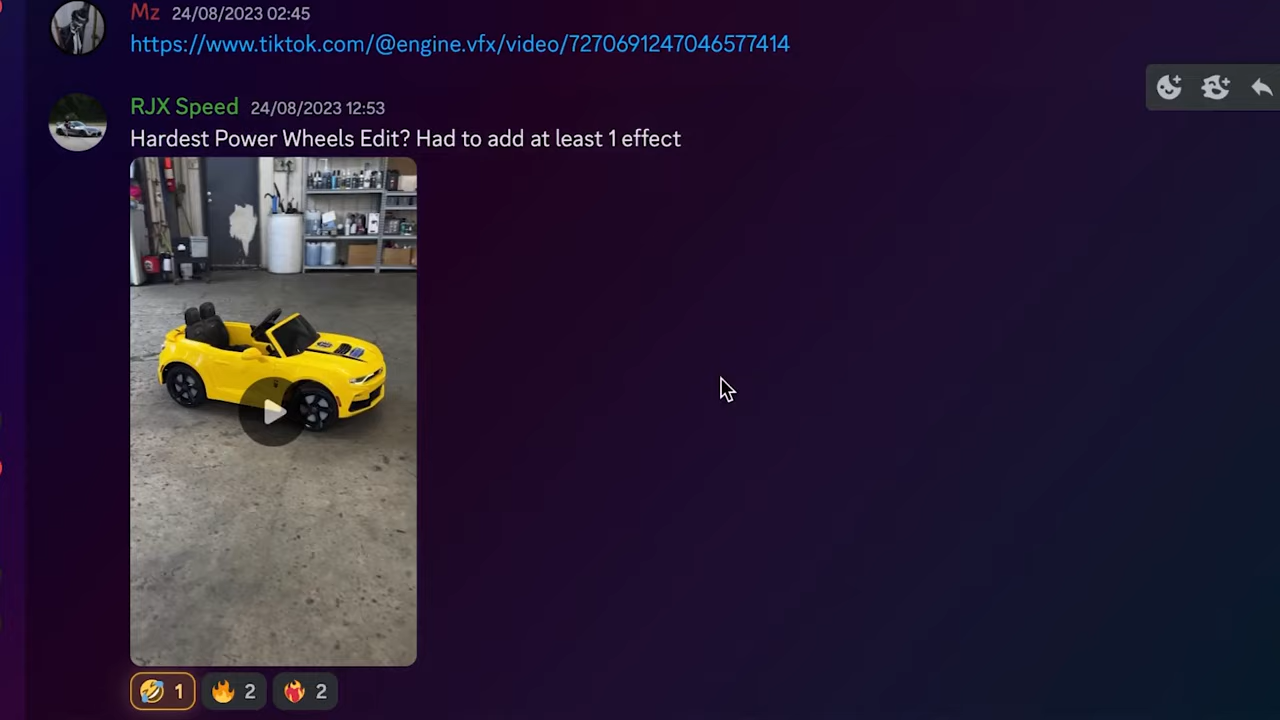 Mz 24/08/2023 02:45
https://www.tiktok.com/@engine.vfx/video/7270691247046577414
RJX Speed 24/08/2023 12:53
Hardest Power Wheels Edit? Had to add at least 1 effect
1 2 2